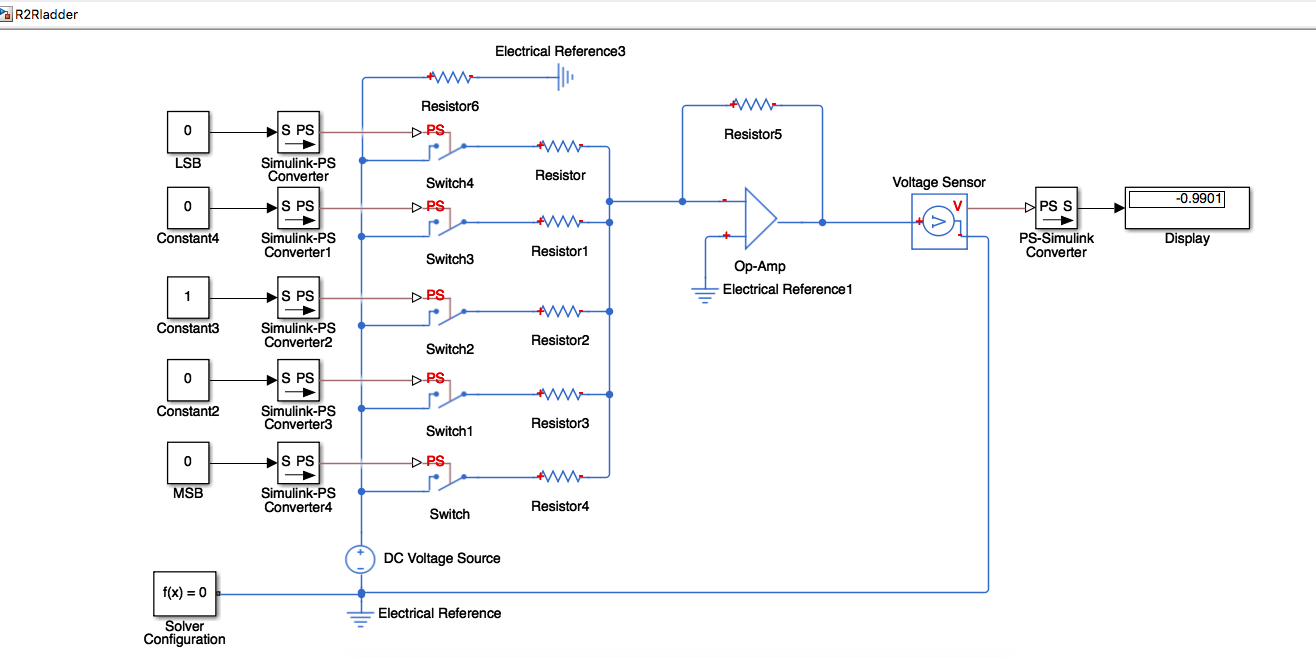 R2Rladder
Electrical Reference3
Resistor6
0
LSB
S PS
Simulink-PS
Converter
PS
Switch4
Resistor
0
Constant4
S PS
Simulink-PS
Converter1
PS
Switch3
Resistor1
1
Constant3
S PS
Simulink-PS
Converter2
PS
Switch2
Resistor2
0
Constant2
S PS
Simulink-PS
Converter3
PS
Switch1
Resistor3
0
MSB
S PS
Simulink-PS
Converter4
PS
Switch
Resistor4
Resistor5
Op-Amp
Electrical Reference1
Voltage Sensor
V
V
PS S
PS-Simulink
Converter
-0.9901
Display
DC Voltage Source
f(x) = 0
Solver
Configuration
Electrical Reference